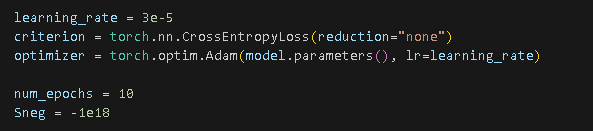 learning_rate = 3e-5
criterion = torch.nn.CrossEntropyLoss(reduction="none")
optimizer = torch.optim.Adam(model.parameters(), lr=learning_rate)
num_epochs = 10
Sneg = -1e18